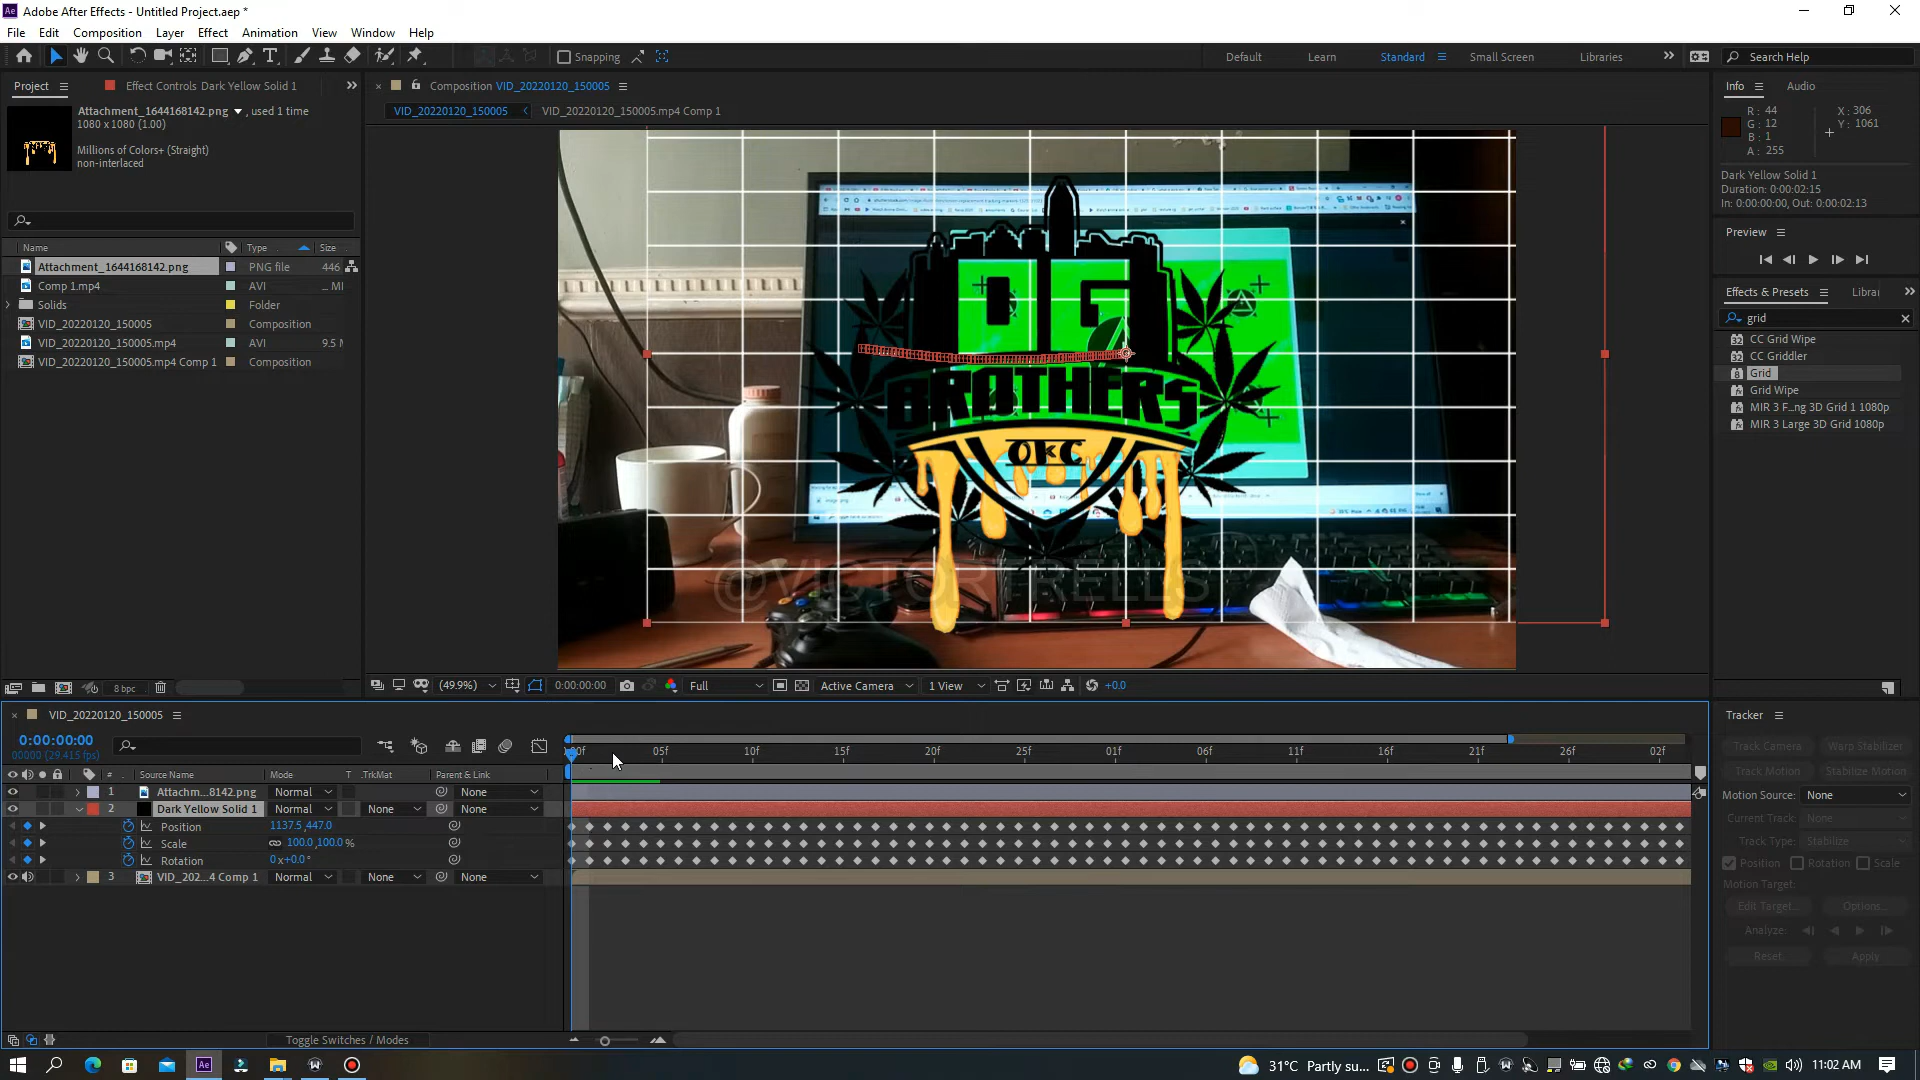 Adobe After Effects - Untitled Project.aep *
File Edit Composition Layer Effect Animation View Window Help
Snapping
Default Learn Standard Small Screen Libraries
Search Help
Project Effect Controls Dark Yellow Solid 1
Attachment_1644168142.png , used 1 time
1080 x 1080 (1.00)
Millions of Colors+ (Straight)
non-interlaced
Name Type Size
Attachment_1644168142.png PNG file 446
Comp 1.mp4 AVI ... MI
Solids Folder
VID_20220120_150005 Composition
VID_20220120_150005.mp4 AVI 9.5 M
VID_20220120_150005.mp4 Comp 1 Composition
8 bpc
Composition VID_20220120_150005
VID_20220120_150005 VID_20220120_150005.mp4 Comp 1
OG
BROTHERS
OKC
@VICTORTRELLS
(49.9%) 0:00:00:00 Full Active Camera 1 View +0.0
Info Audio
R : 44
G : 12
B : 1
A : 255
X : 306
Y : 1061
Dark Yellow Solid 1
Duration: 0:00:02:15
In: 0:00:00:00, Out: 0:00:02:13
Preview
Effects & Presets Librai
grid
CC Grid Wipe
CC Griddler
Grid
Grid Wipe
MIR 3 F...ng 3D Grid 1 1080p
MIR 3 Large 3D Grid 1080p
Tracker
Track Camera Warp Stabilizer
Track Motion Stabilize Motion
Motion Source: None
Current Track: None
Track Type: Stabilize
Position Rotation Scale
Motion Target:
Edit Target... Options...
Analyze:
Reset Apply
VID_20220120_150005
0:00:00:00
00000 (29.415 fps)
:00f 05f 10f 15f 20f 25f 01f 06f 11f 16f 21f 26f 02f
# Source Name Mode T .TrkMat Parent & Link
1 Attachm...8142.png Normal None
2 Dark Yellow Solid 1 Normal None None
Position 1137.5,447.0
Scale 100.0,100.0 %
Rotation 0x+0.0°
3 VID_202...4 Comp 1 Normal None None
Toggle Switches / Modes
31°C Partly su... 11:02 AM